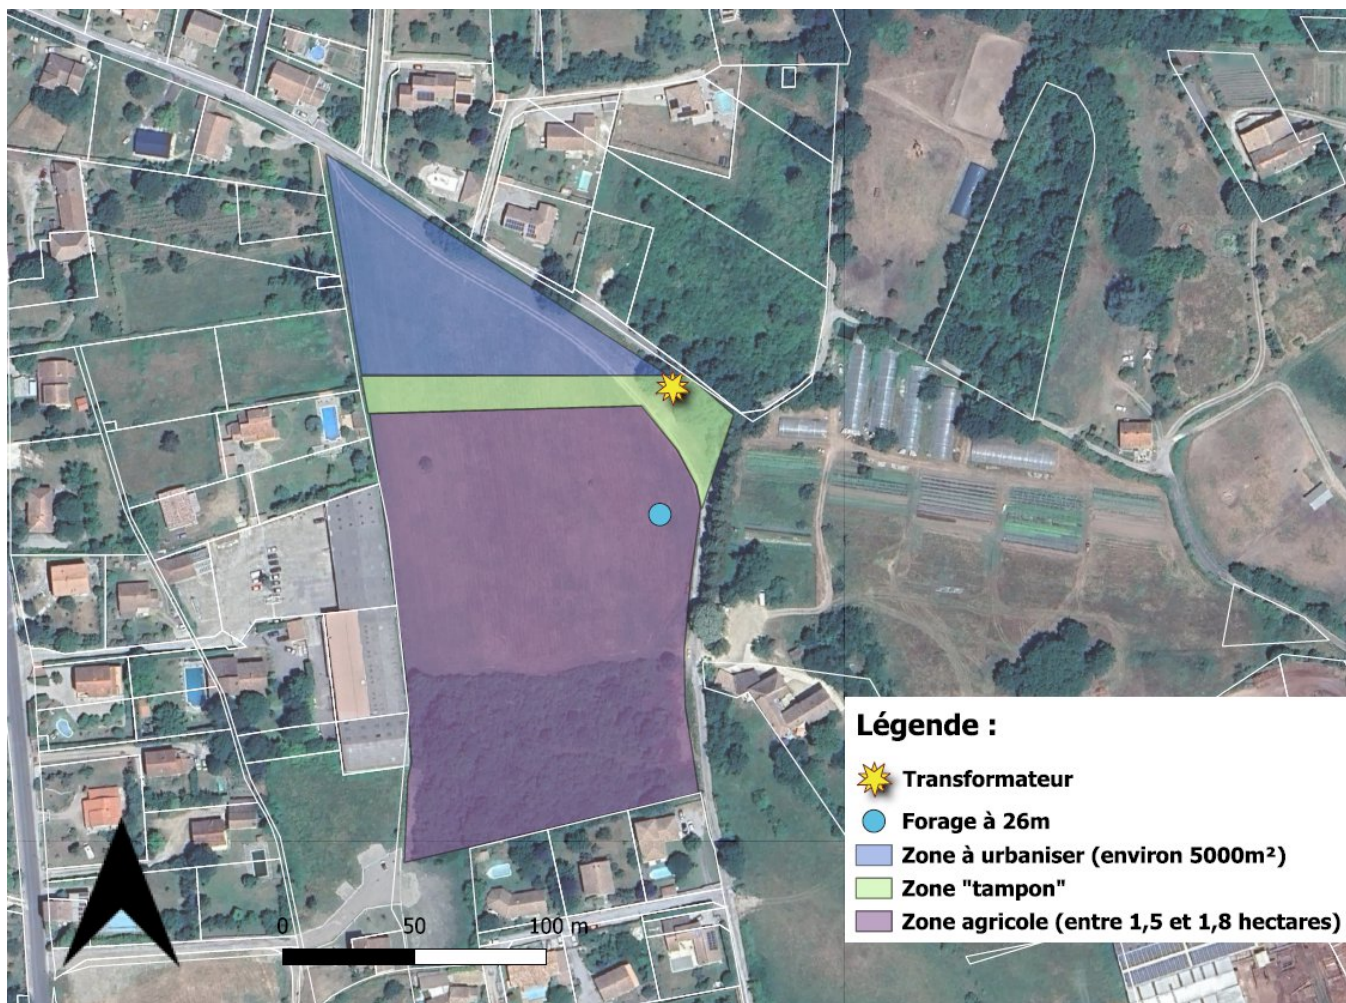 Légende :
Transformateur
Forage à 26m
Zone à urbaniser (environ 5000m²)
Zone "tampon"
Zone agricole (entre 1,5 et 1,8 hectares)
0 50 100 m